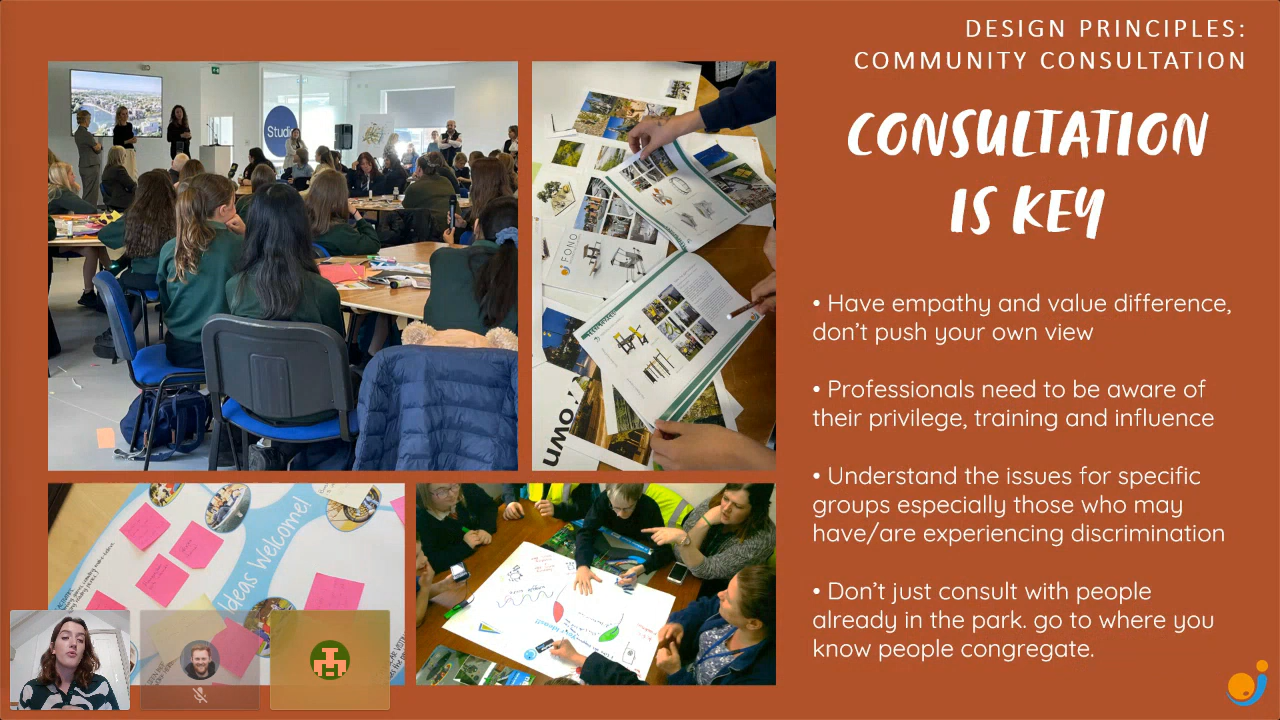 DESIGN PRINCIPLES:
COMMUNITY CONSULTATION
CONSULTATION
IS KEY
• Have empathy and value difference,
don't push your own view
• Professionals need to be aware of
their privilege, training and influence
• Understand the issues for specific
groups especially those who may
have/are experiencing discrimination
• Don't just consult with people
already in the park. go to where you
know people congregate.
Studio
FONO
Ideas Welcome!